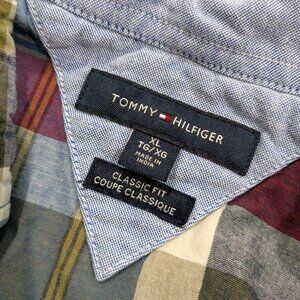 TOMMY HILFIGER
XL
TG/XG
MADE IN
INDIA
CLASSIC FIT
COUPE CLASSIQUE